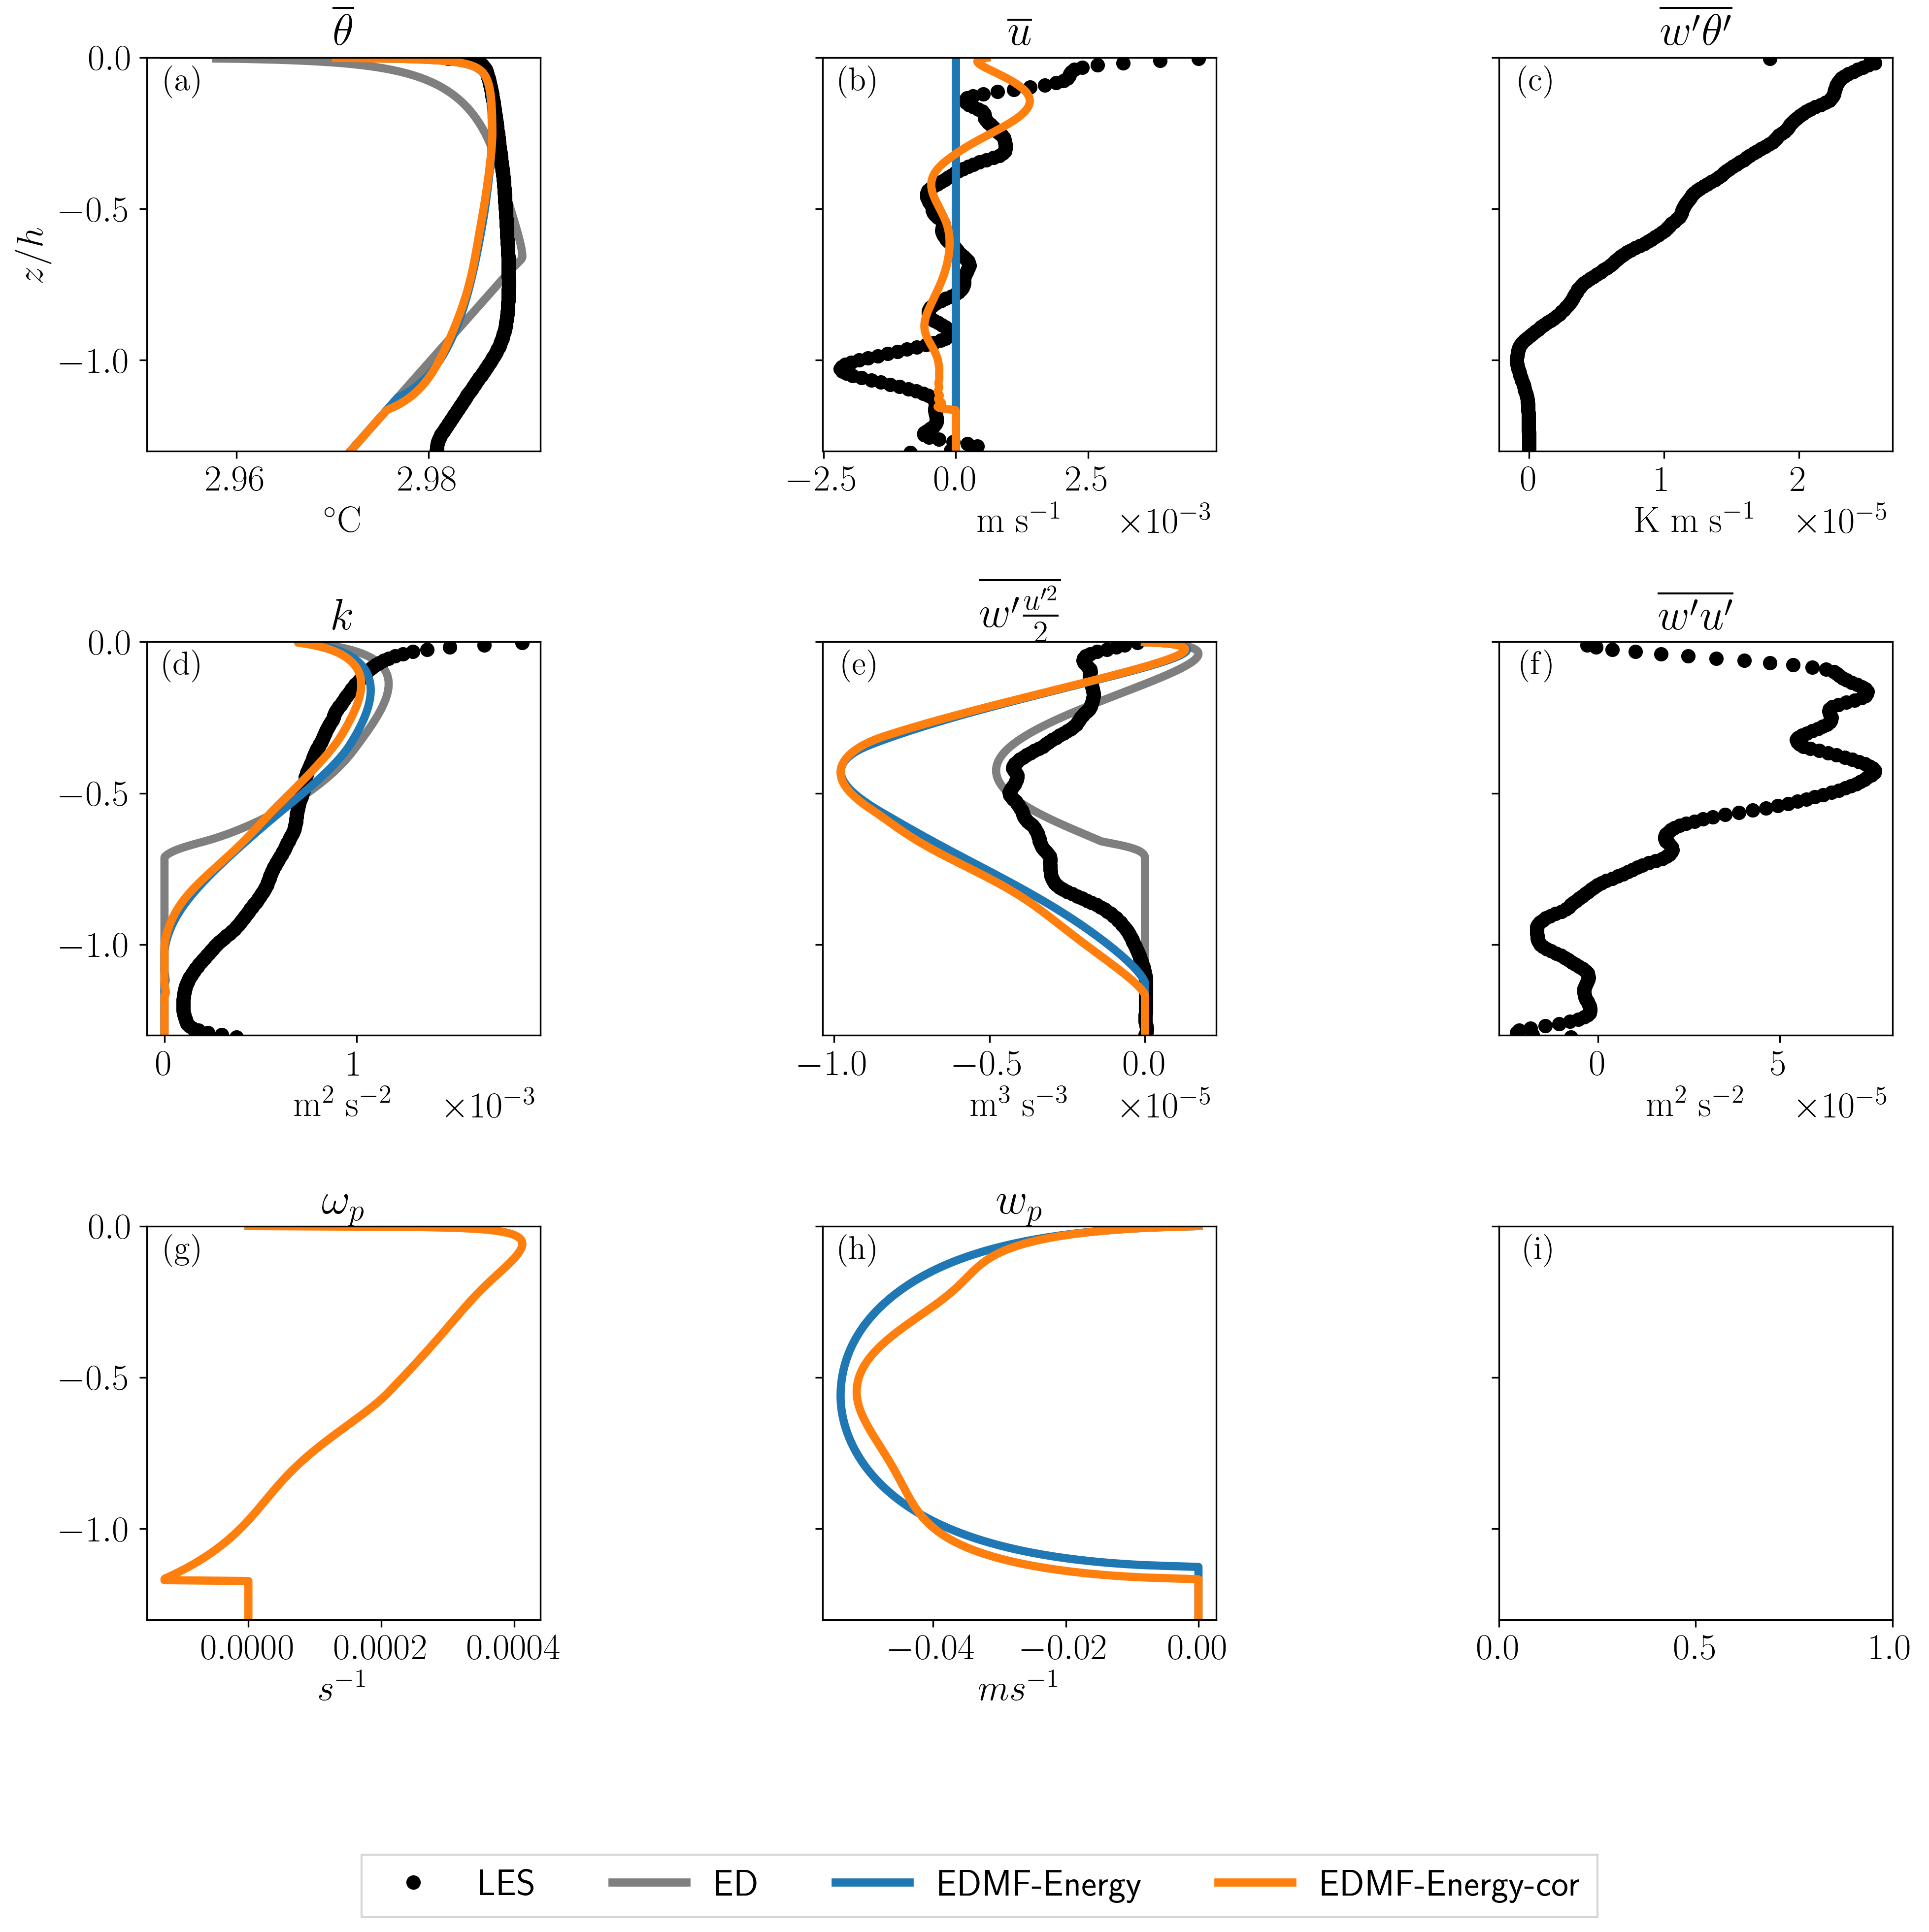 θ̅
u̅
w′θ′
(a)
(b)
(c)
0.0
−0.5
−1.0
z/h
2.96 2.98
−2.5 0.0 2.5
0 1 2
°C
m s⁻¹ ×10⁻³
K m s⁻¹ ×10⁻⁵
k
w′ u′²/2
w′u′
(d)
(e)
(f)
0.0
−0.5
−1.0
0 1
−1.0 −0.5 0.0
0 5
m² s⁻² ×10⁻³
m³ s⁻³ ×10⁻⁵
m² s⁻² ×10⁻⁵
ω_p
w_p
(g)
(h)
(i)
0.0
−0.5
−1.0
0.0000 0.0002 0.0004
−0.04 −0.02 0.00
0.0 0.5 1.0
s⁻¹
ms⁻¹
LES ED EDMF-Energy EDMF-Energy-cor